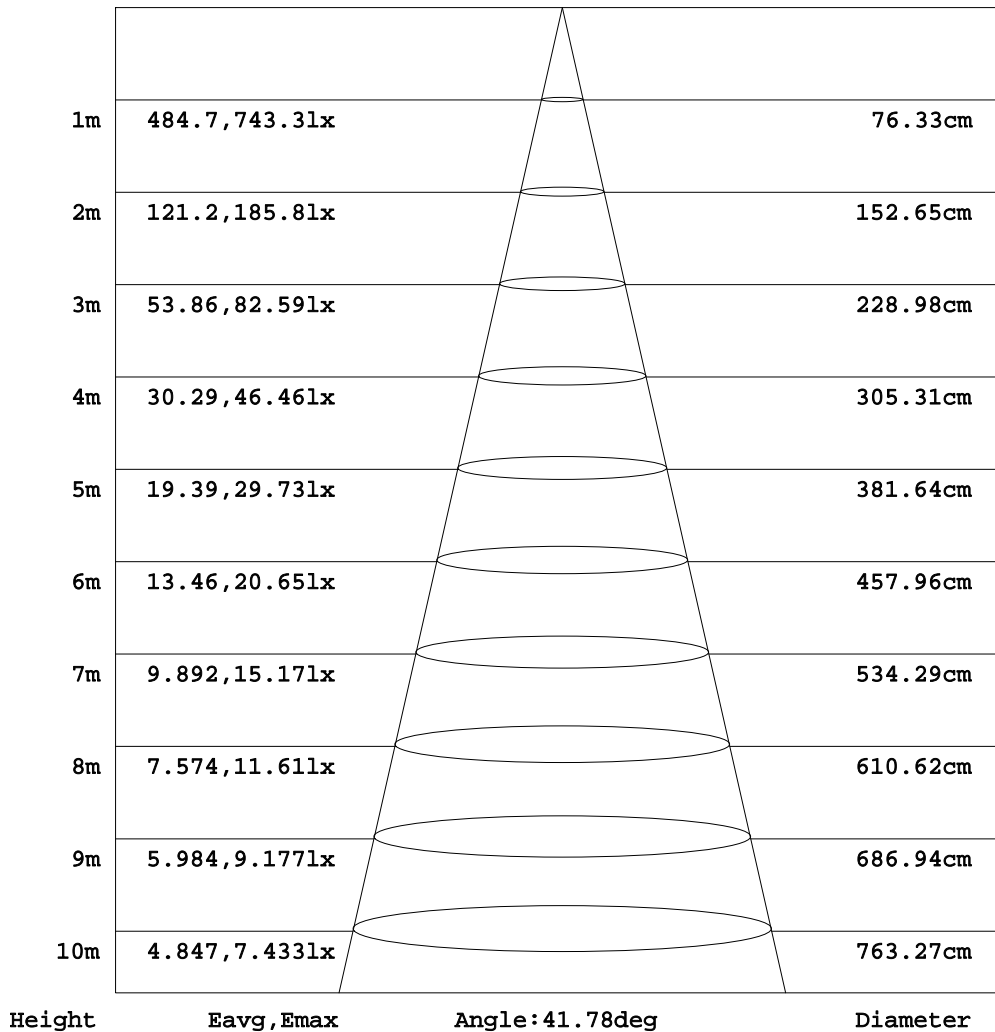 1m 484.7,743.3lx 76.33cm
2m 121.2,185.8lx 152.65cm
3m 53.86,82.59lx 228.98cm
4m 30.29,46.46lx 305.31cm
5m 19.39,29.73lx 381.64cm
6m 13.46,20.65lx 457.96cm
7m 9.892,15.17lx 534.29cm
8m 7.574,11.61lx 610.62cm
9m 5.984,9.177lx 686.94cm
10m 4.847,7.433lx 763.27cm
Height Eavg,Emax Angle:41.78deg Diameter